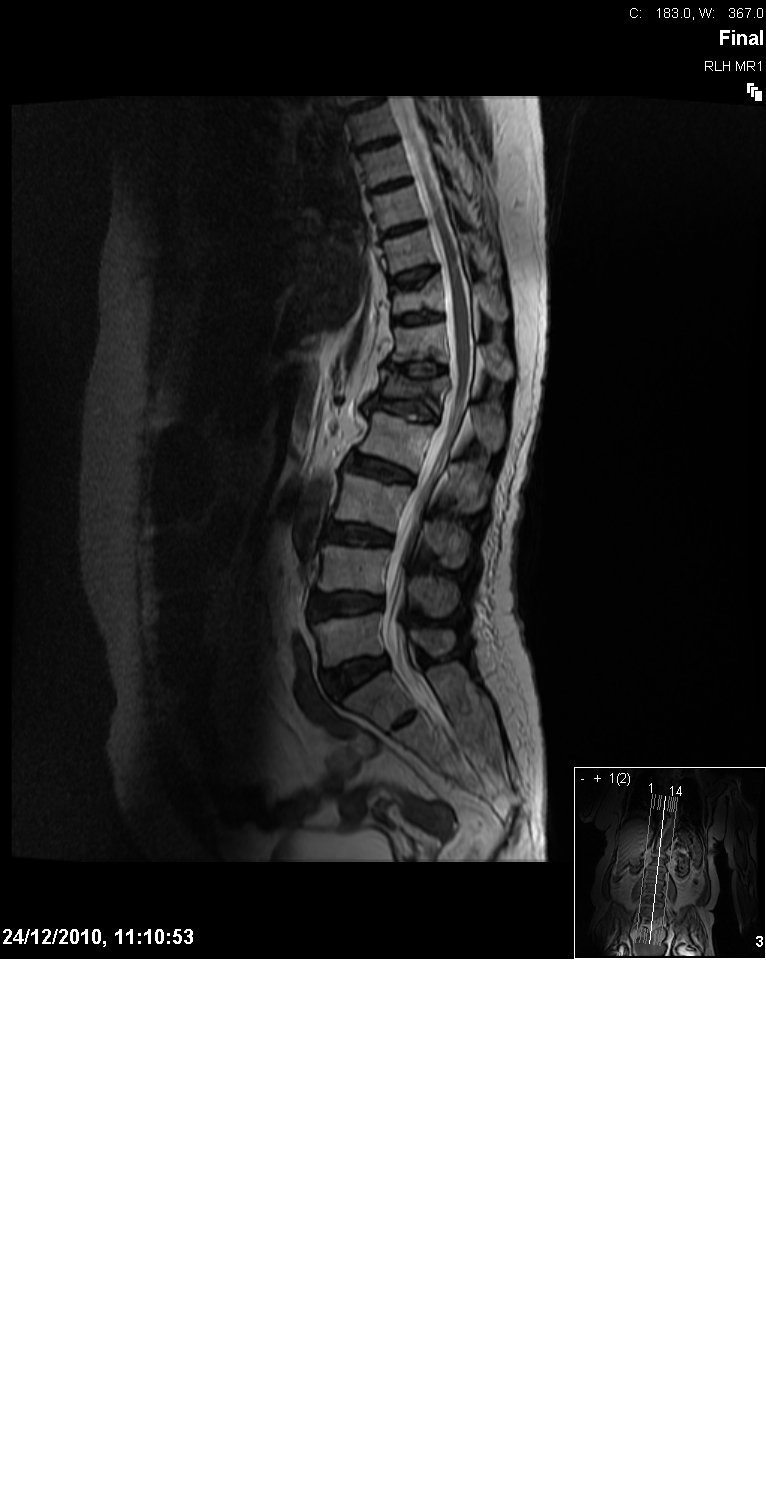 C: 183.0, W: 367.0
Final
RLH MR1
- + 1(2)
1 14
24/12/2010, 11:10:53
3